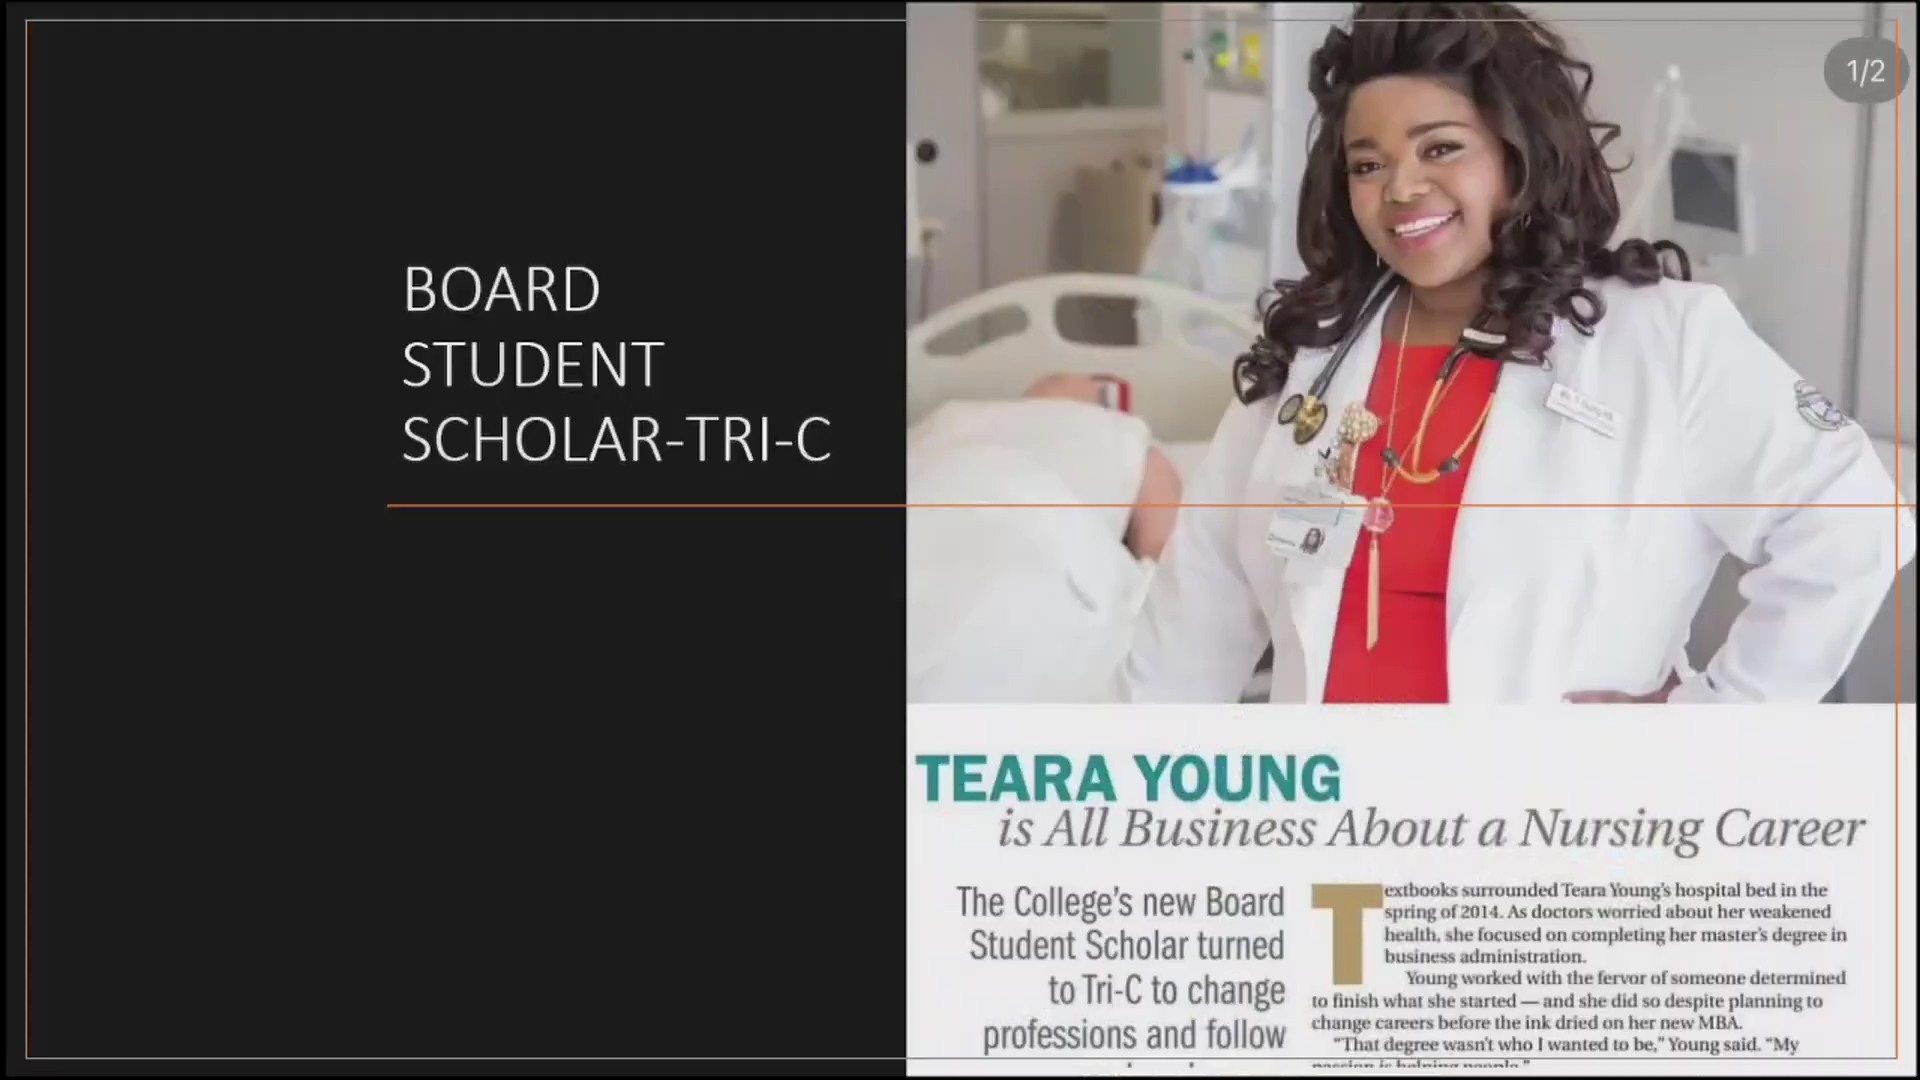 BOARD
STUDENT
SCHOLAR-TRI-C
1/2
TEARA YOUNG
is All Business About a Nursing Career
The College's new Board
Student Scholar turned
to Tri-C to change
professions and follow
Textbooks surrounded Teara Young's hospital bed in the
spring of 2014. As doctors worried about her weakened
health, she focused on completing her master's degree in
business administration.
Young worked with the fervor of someone determined
to finish what she started — and she did so despite planning to
change careers before the ink dried on her new MBA.
“That degree wasn't who I wanted to be,” Young said. “My
passion is helping people.”